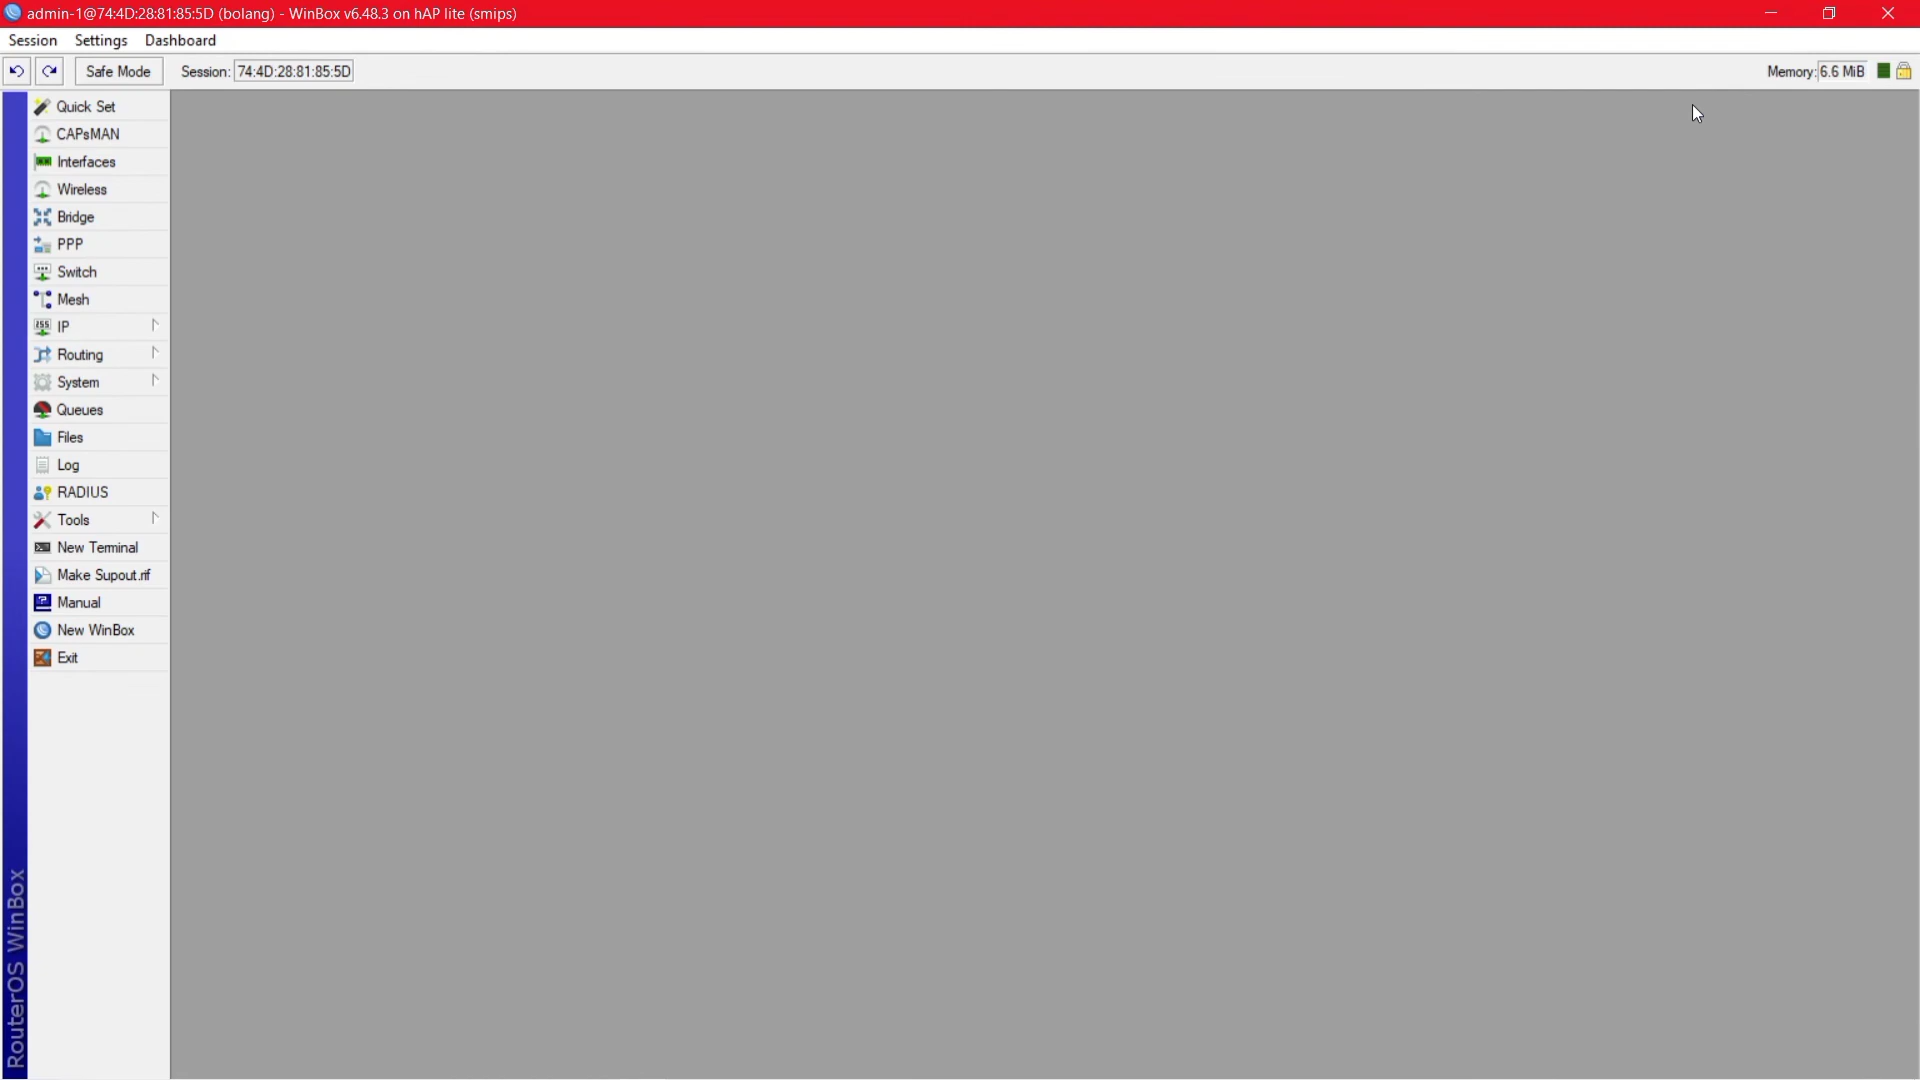 admin-1@74:4D:28:81:85:5D (bolang) - WinBox v6.48.3 on hAP lite (smips)
Session Settings Dashboard
Safe Mode Session: 74:4D:28:81:85:5D Memory: 6.6 MiB
Quick Set
CAPsMAN
Interfaces
Wireless
Bridge
PPP
Switch
Mesh
255 IP
Routing
System
Queues
Files
Log
RADIUS
Tools
New Terminal
Make Supout.rif
Manual
New WinBox
Exit
RouterOS WinBox